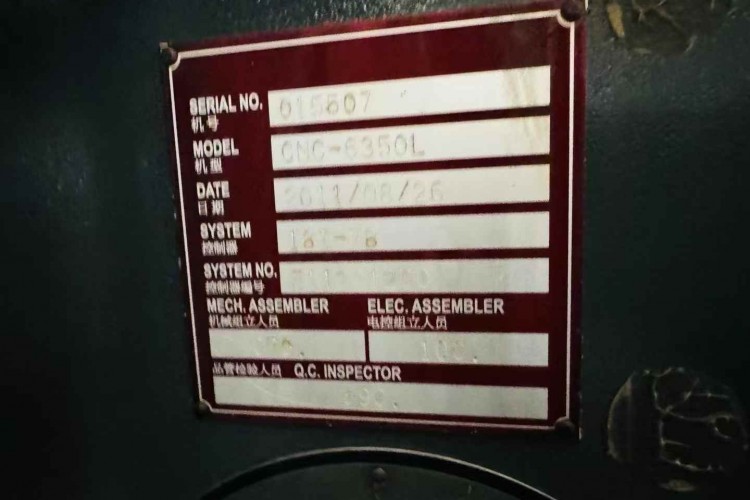 SERIAL NO. 015607
机号
MODEL CNC-6350L
机型
DATE 2011/08/26
日期
SYSTEM
控制器
SYSTEM NO.
控制器编号
MECH. ASSEMBLER ELEC. ASSEMBLER
机械组立人员 电控组立人员
品管检验人员 Q.C. INSPECTOR